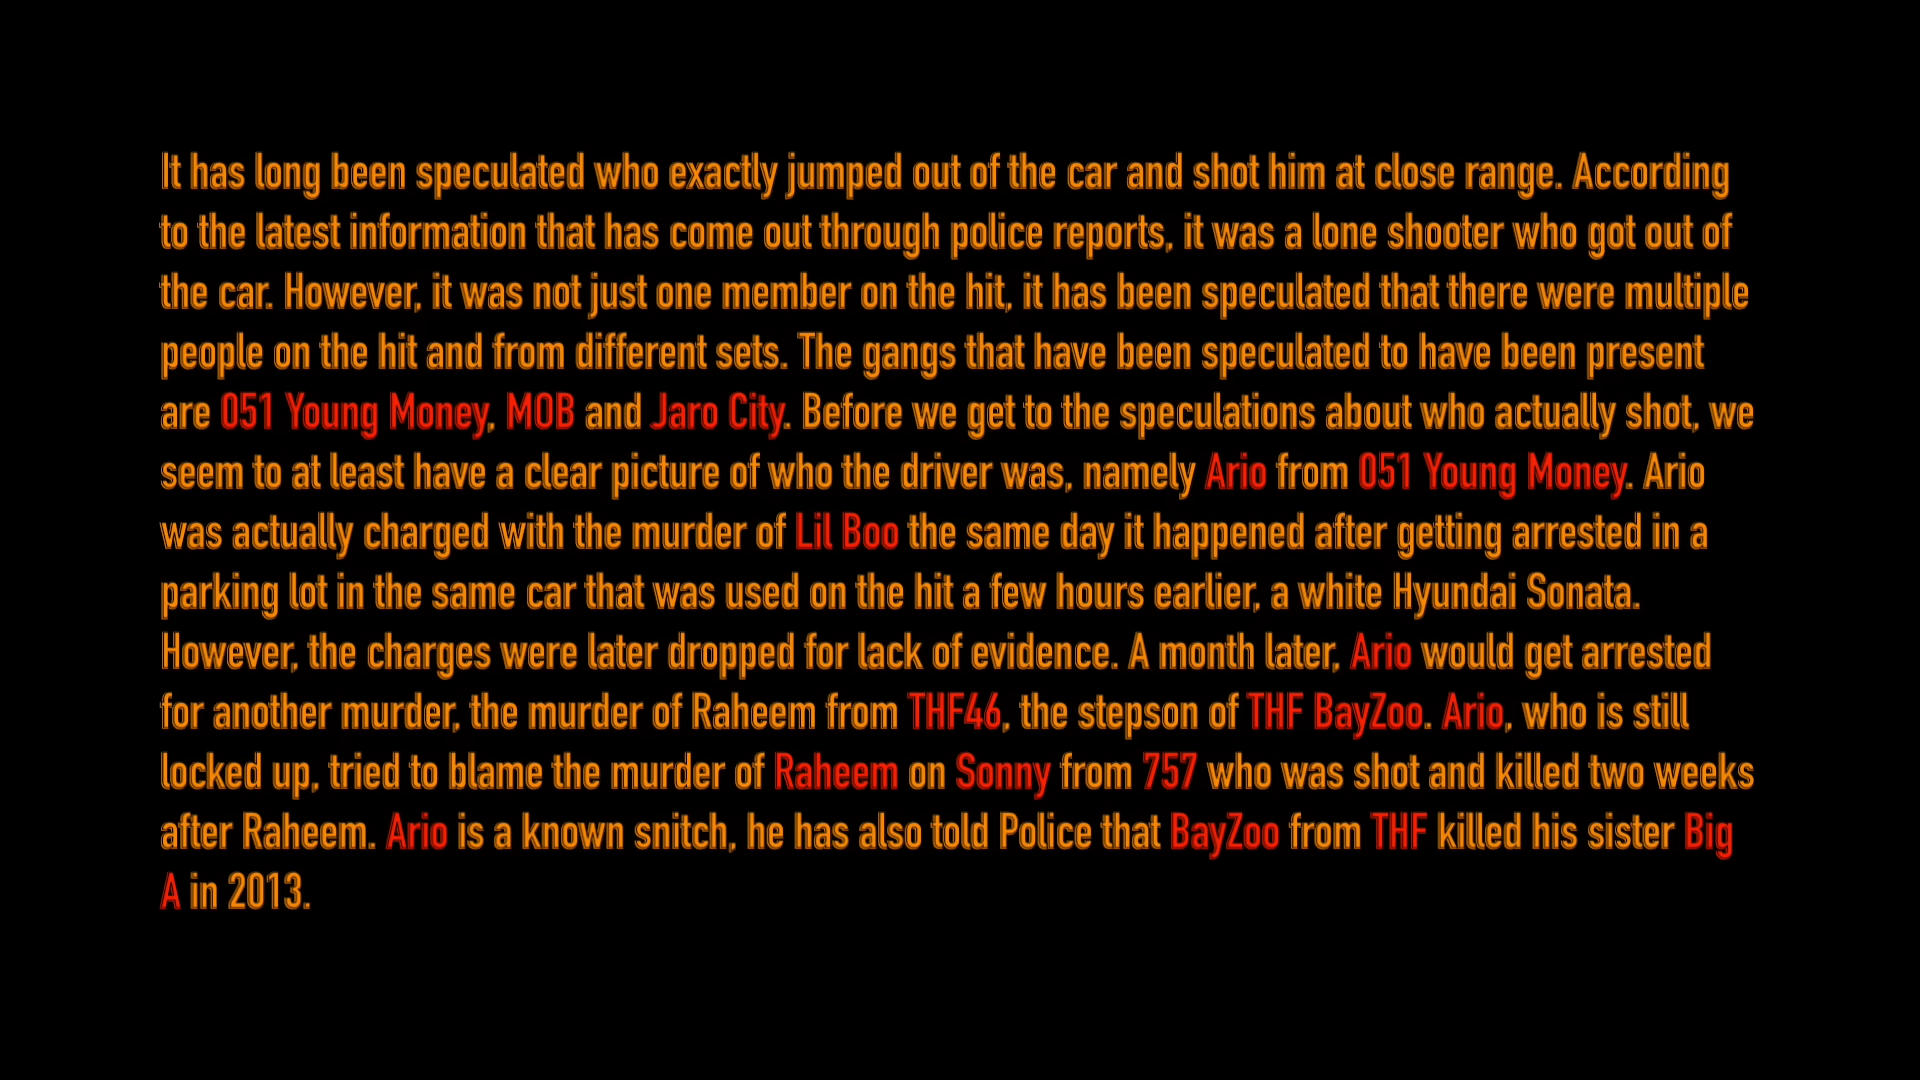 It has long been speculated who exactly jumped out of the car and shot him at close range. According
to the latest information that has come out through police reports, it was a lone shooter who got out of
the car. However, it was not just one member on the hit, it has been speculated that there were multiple
people on the hit and from different sets. The gangs that have been speculated to have been present
are 051 Young Money, MOB and Jaro City. Before we get to the speculations about who actually shot, we
seem to at least have a clear picture of who the driver was, namely Ario from 051 Young Money. Ario
was actually charged with the murder of Lil Boo the same day it happened after getting arrested in a
parking lot in the same car that was used on the hit a few hours earlier, a white Hyundai Sonata.
However, the charges were later dropped for lack of evidence. A month later, Ario would get arrested
for another murder, the murder of Raheem from THF46, the stepson of THF BayZoo. Ario, who is still
locked up, tried to blame the murder of Raheem on Sonny from 757 who was shot and killed two weeks
after Raheem. Ario is a known snitch, he has also told Police that BayZoo from THF killed his sister Big
A in 2013.